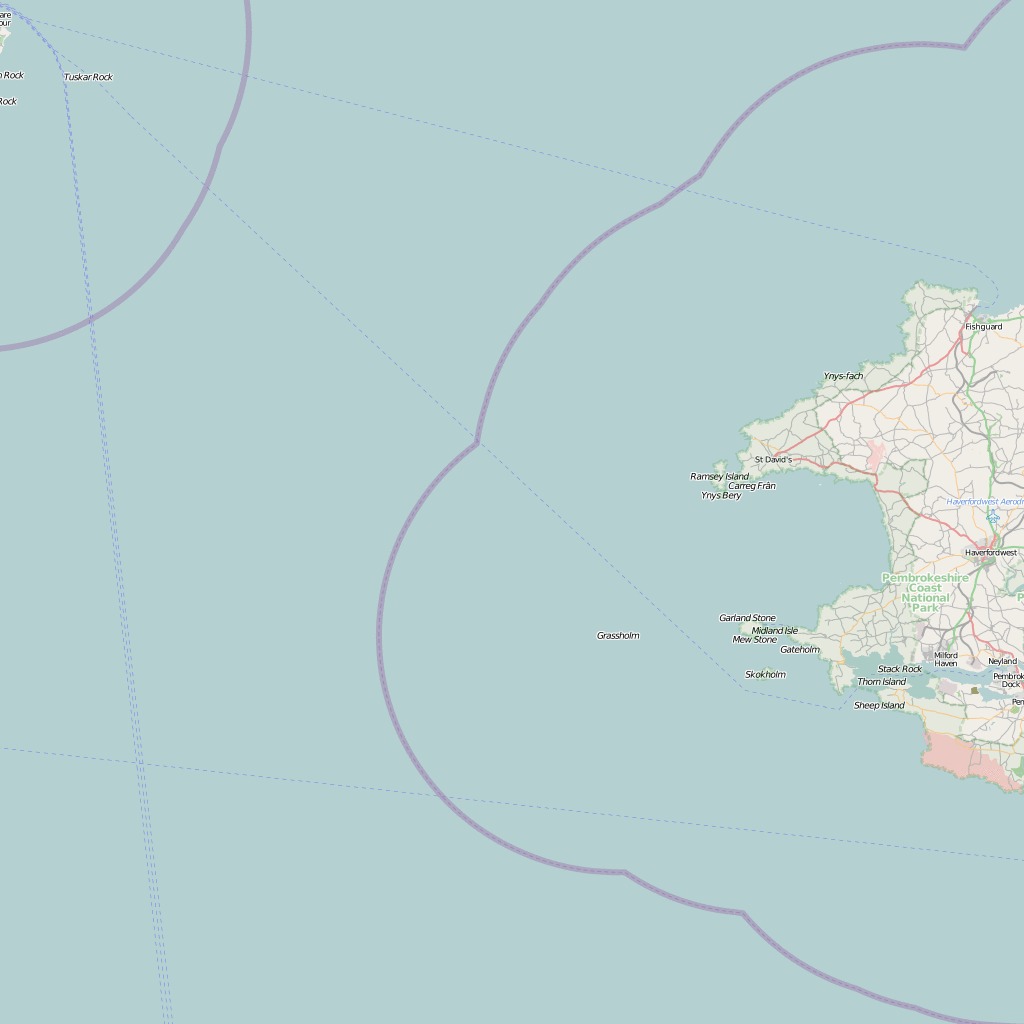 are
our
Tuskar Rock
n Rock
Rock
Fishguard
Ynys-fach
St David's
Ramsey Island
Carreg Frân
Ynys Bery
Haverfordwest Aerodr
Haverfordwest
Pembrokeshire
Coast
National
Park
P
Garland Stone
Midland Isle
Mew Stone
Gateholm
Grassholm
Milford
Haven
Neyland
Stack Rock
Skokholm
Thorn Island
Pembrok
Dock
Sheep Island
Pen